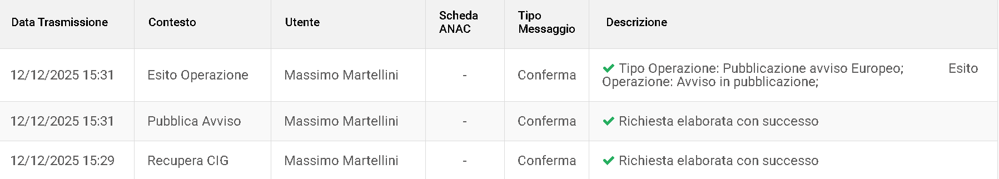 Data Trasmissione Contesto Utente Scheda ANAC Tipo Messaggio Descrizione
12/12/2025 15:31 Esito Operazione Massimo Martellini - Conferma Tipo Operazione: Pubblicazione avviso Europeo; Esito
Operazione: Avviso in pubblicazione;
12/12/2025 15:31 Pubblica Avviso Massimo Martellini - Conferma Richiesta elaborata con successo
12/12/2025 15:29 Recupera CIG Massimo Martellini - Conferma Richiesta elaborata con successo